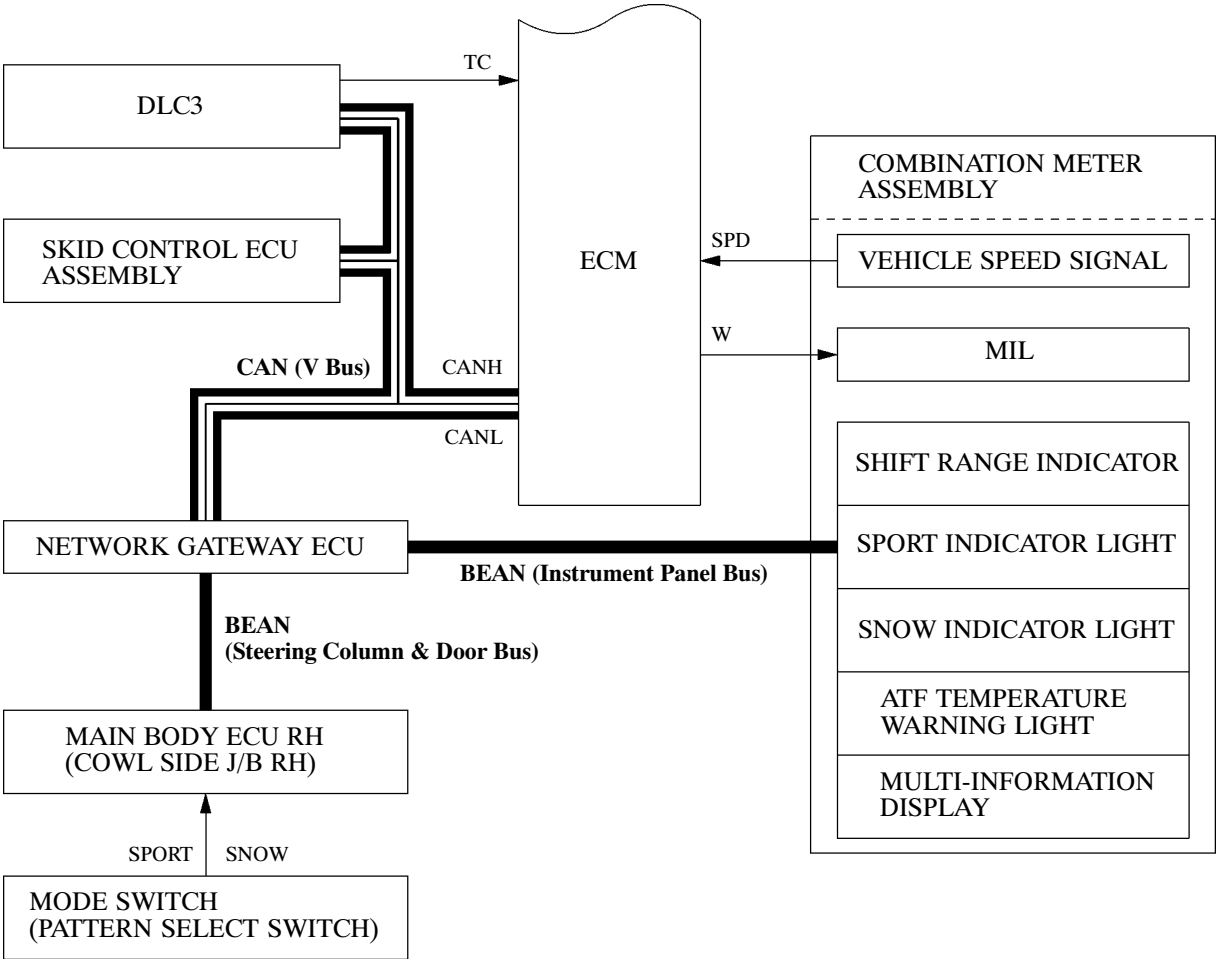 TC
DLC3
COMBINATION METER
ASSEMBLY
SKID CONTROL ECU
ASSEMBLY
ECM
SPD
VEHICLE SPEED SIGNAL
W
MIL
CAN (V Bus)
CANH
CANL
SHIFT RANGE INDICATOR
NETWORK GATEWAY ECU
SPORT INDICATOR LIGHT
BEAN (Instrument Panel Bus)
BEAN
(Steering Column & Door Bus)
SNOW INDICATOR LIGHT
ATF TEMPERATURE
WARNING LIGHT
MAIN BODY ECU RH
(COWL SIDE J/B RH)
MULTI-INFORMATION
DISPLAY
SPORT
SNOW
MODE SWITCH
(PATTERN SELECT SWITCH)